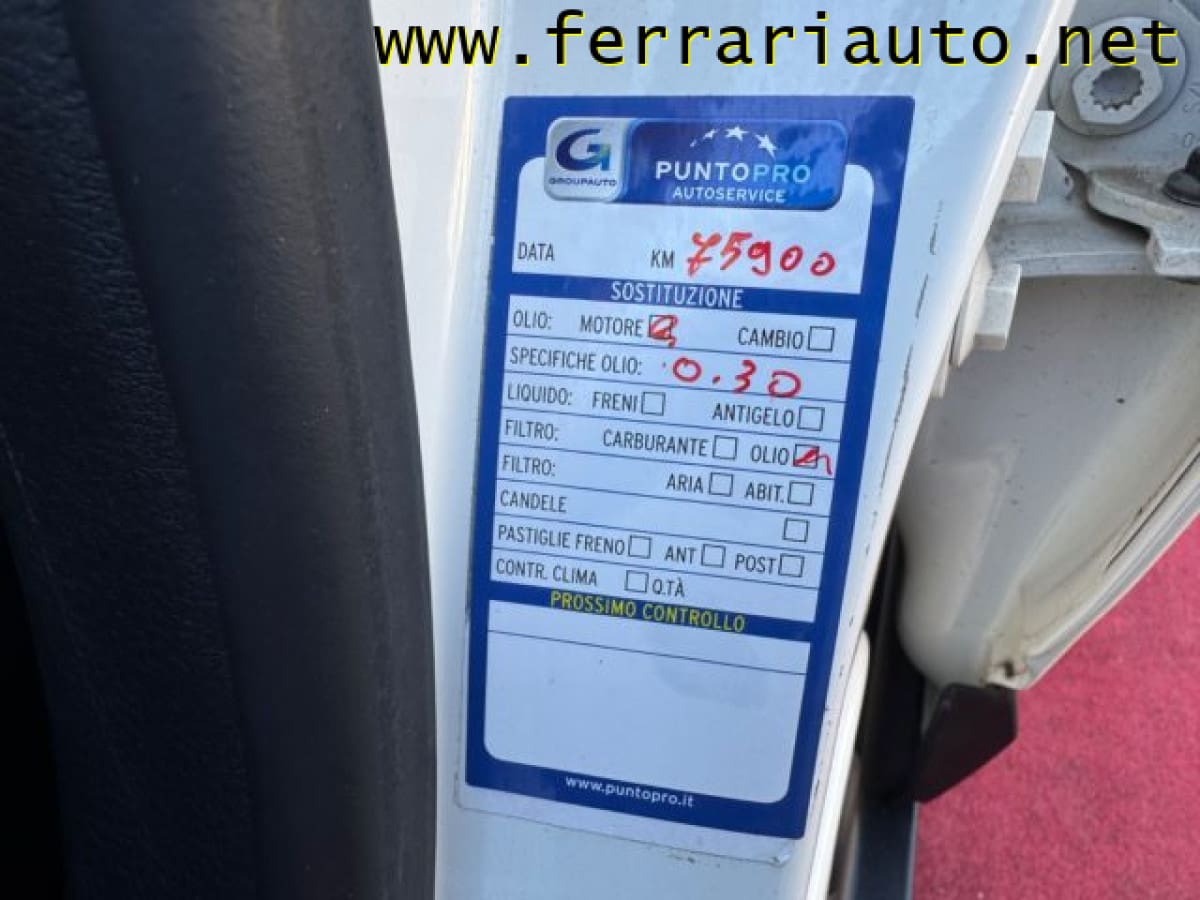 www.ferrariauto.net
G
GROUPAUTO
PUNTOPRO
AUTOSERVICE
DATA KM 75900
SOSTITUZIONE
OLIO: MOTORE CAMBIO
SPECIFICHE OLIO: 0.30
LIQUIDO: FRENI ANTIGELO
FILTRO: CARBURANTE OLIO
FILTRO: ARIA ABIT.
CANDELE
PASTIGLIE FRENO ANT POST
CONTR. CLIMA Q.TÀ
PROSSIMO CONTROLLO
www.puntopro.it